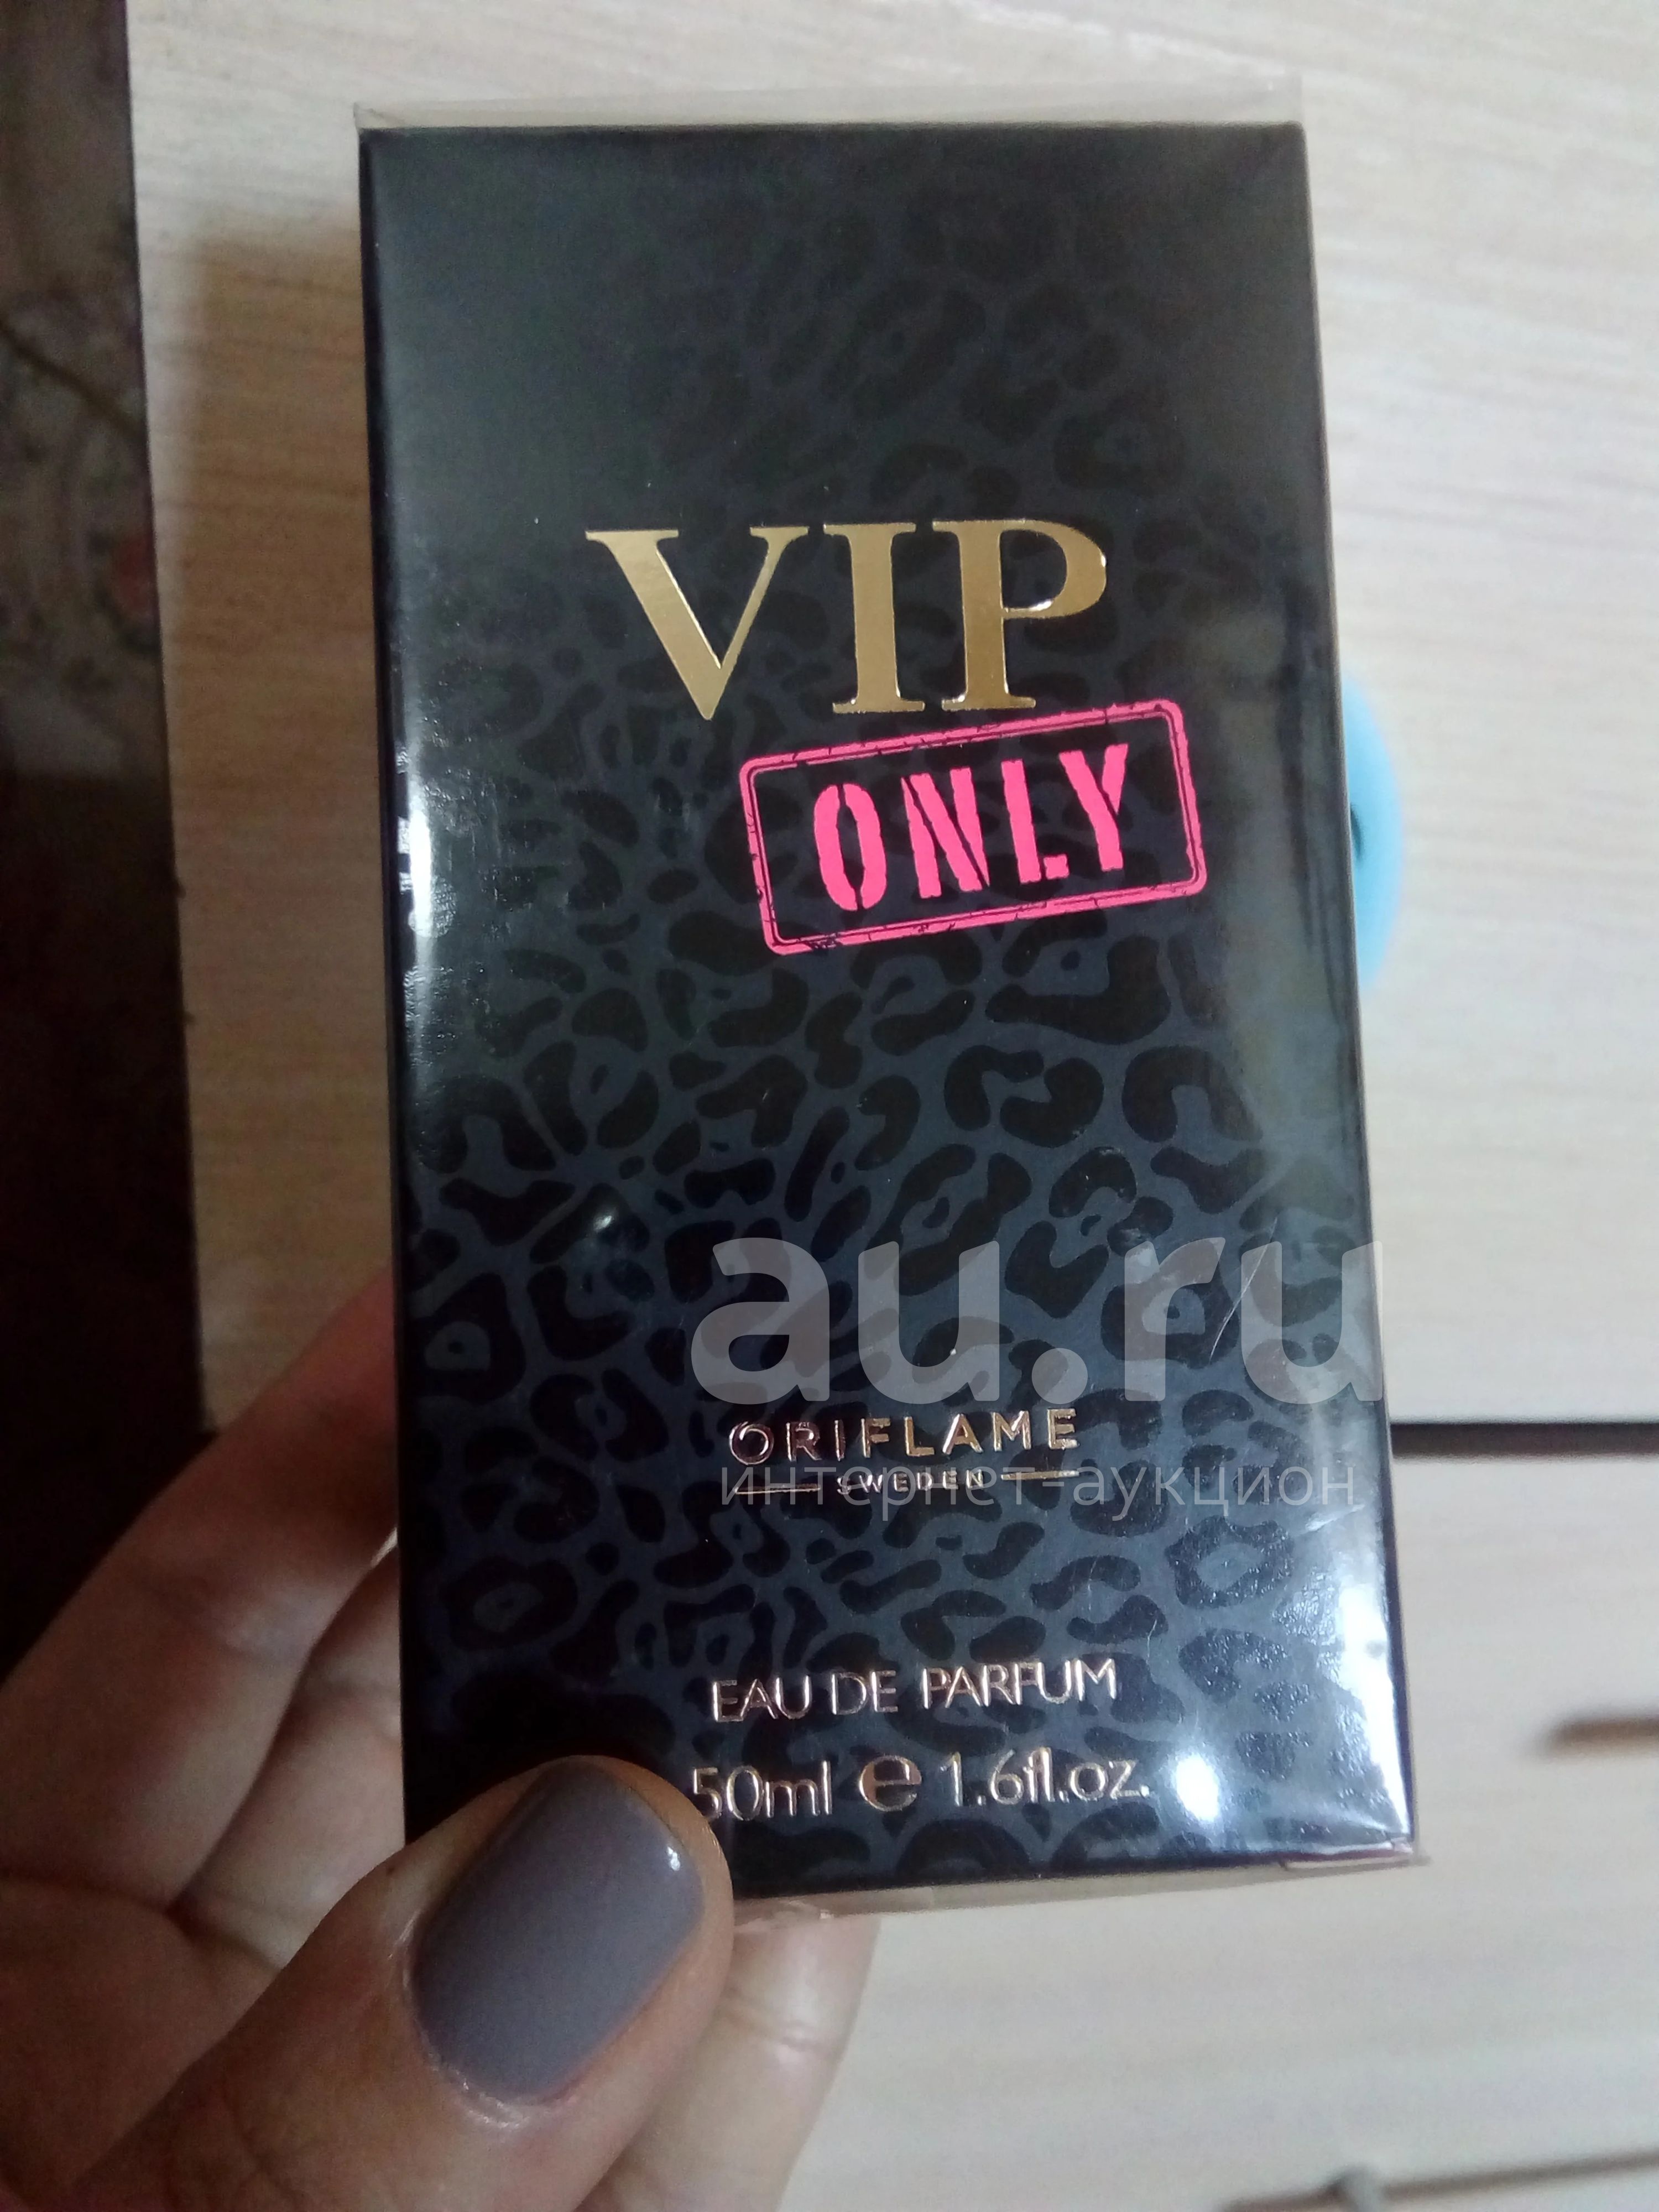 VIP
ONLY
au.ru
ORIFLAME
SWEDEN
интернет-аукцион
EAU DE PARFUM
50ml e 1.6fl.oz.